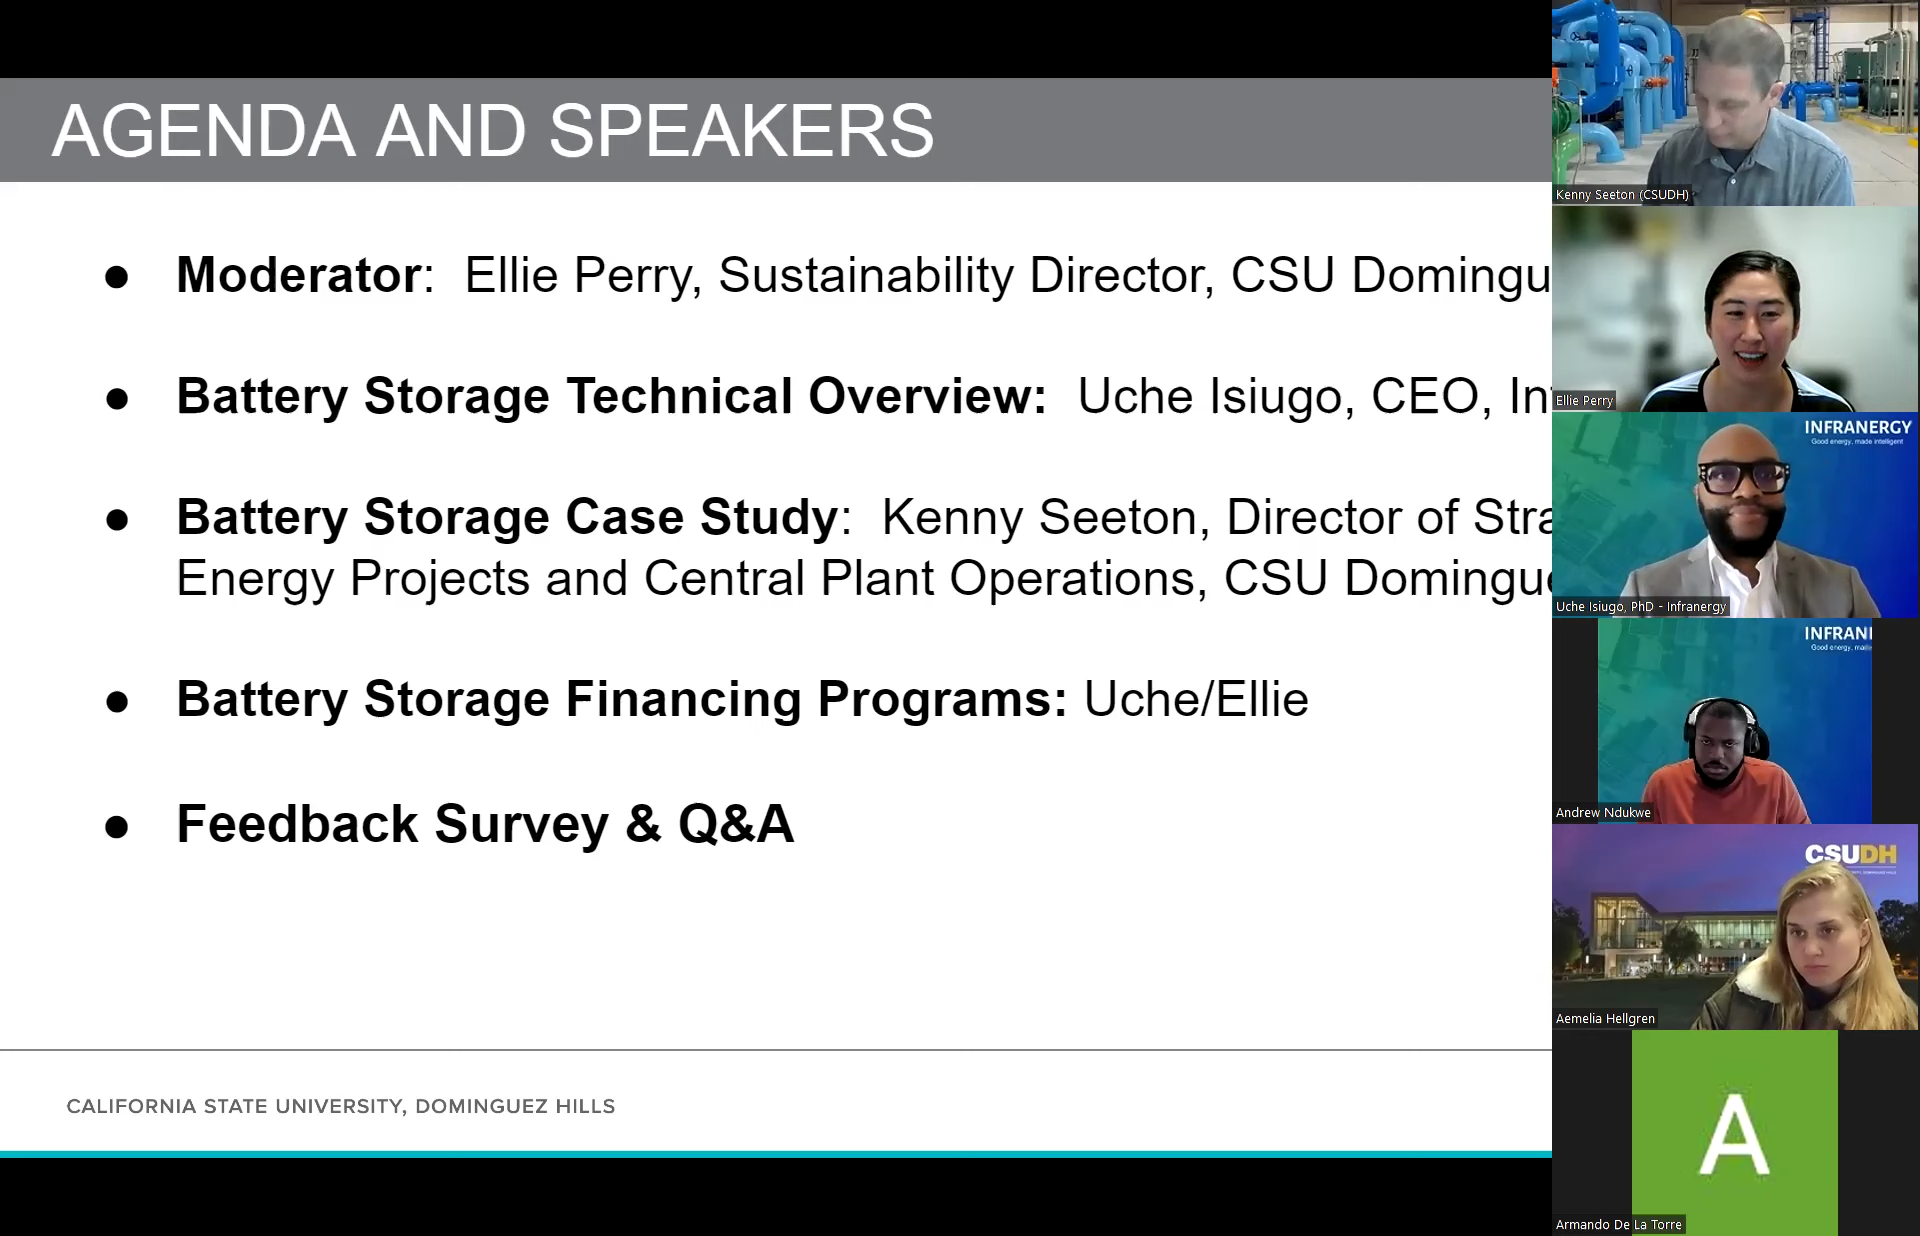 AGENDA AND SPEAKERS
● Moderator: Ellie Perry, Sustainability Director, CSU Domingu
● Battery Storage Technical Overview: Uche Isiugo, CEO, In
● Battery Storage Case Study: Kenny Seeton, Director of Stra
Energy Projects and Central Plant Operations, CSU Domingue
● Battery Storage Financing Programs: Uche/Ellie
● Feedback Survey & Q&A
CALIFORNIA STATE UNIVERSITY, DOMINGUEZ HILLS
Kenny Seeton (CSUDH)
Ellie Perry
INFRANERGY
Good energy, made intelligent
Uche Isiugo, PhD - Infranergy
INFRAN
Good energy, ma
Andrew Ndukwe
CSUDH
Aemelia Hellgren
A
Armando De La Torre